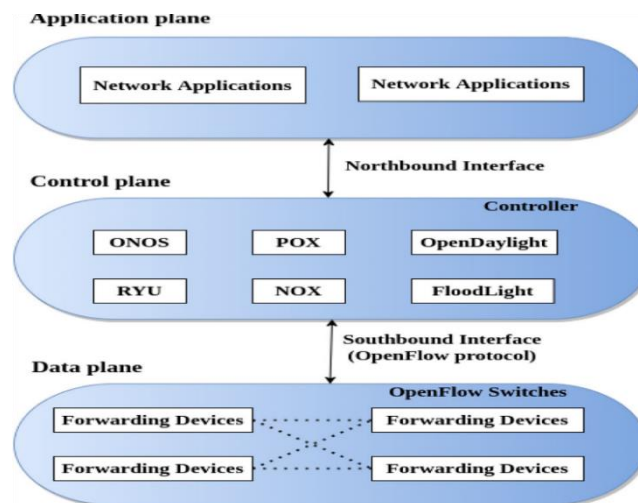 Application plane
Network Applications
Network Applications
Northbound Interface
Control plane
Controller
ONOS
POX
OpenDaylight
RYU
NOX
FloodLight
Southbound Interface
(OpenFlow protocol)
Data plane
OpenFlow Switches
Forwarding Devices
Forwarding Devices
Forwarding Devices
Forwarding Devices